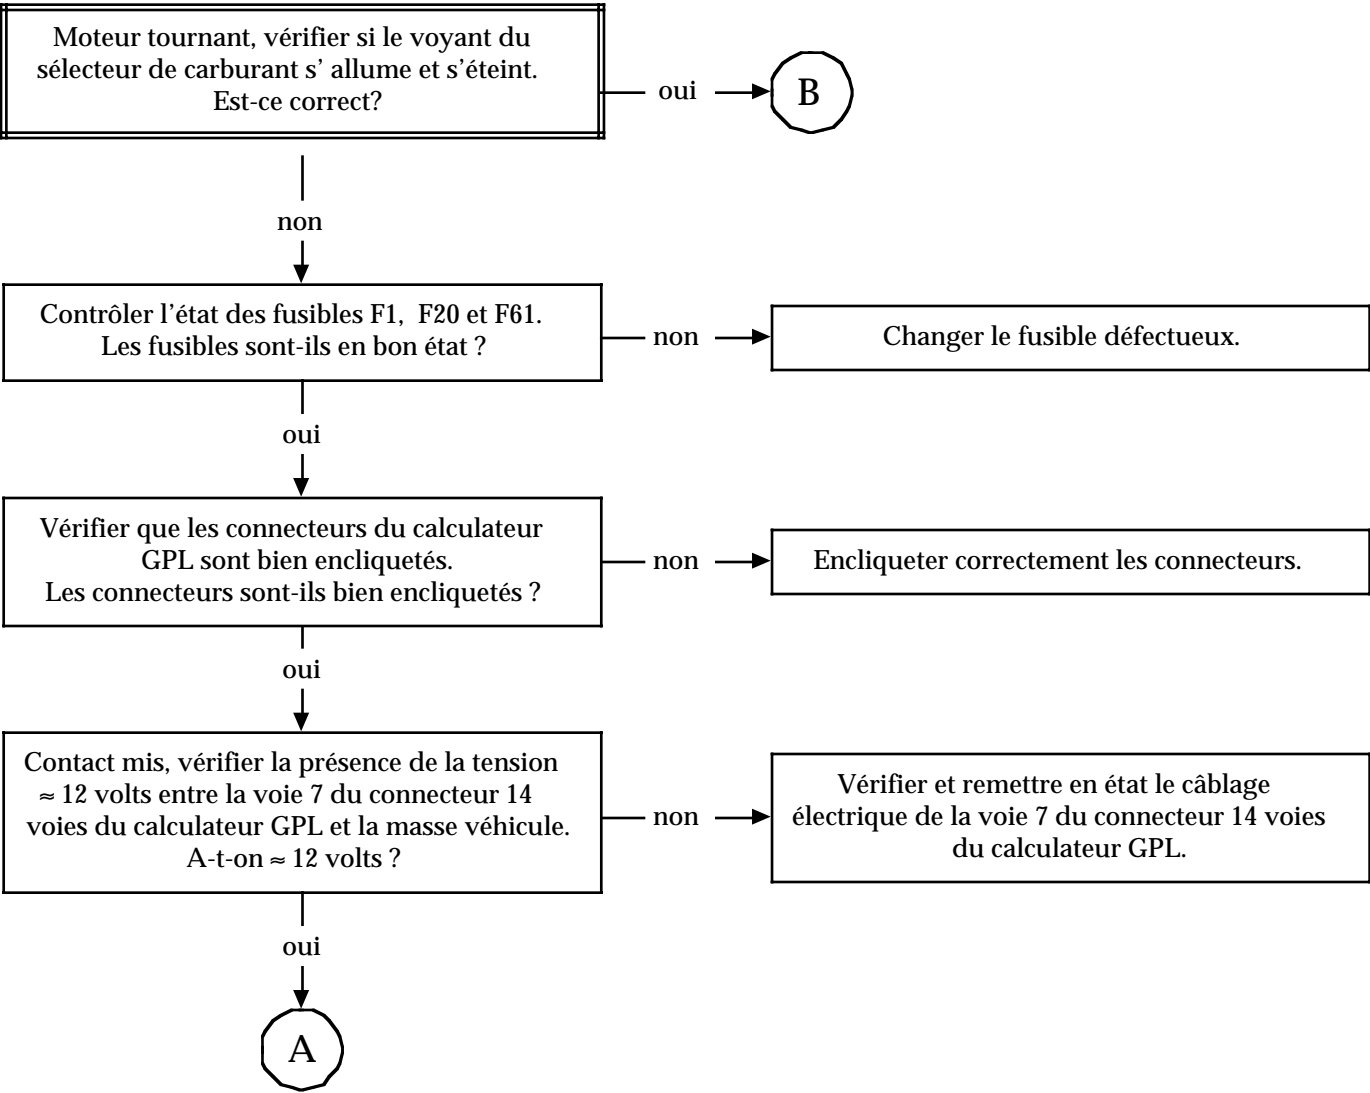 Moteur tournant, vérifier si le voyant du
sélecteur de carburant s' allume et s'éteint.
Est-ce correct?
oui
B
non
Contrôler l'état des fusibles F1, F20 et F61.
Les fusibles sont-ils en bon état ?
non
Changer le fusible défectueux.
oui
Vérifier que les connecteurs du calculateur
GPL sont bien encliquetés.
Les connecteurs sont-ils bien encliquetés ?
non
Encliqueter correctement les connecteurs.
oui
Contact mis, vérifier la présence de la tension
≈ 12 volts entre la voie 7 du connecteur 14
voies du calculateur GPL et la masse véhicule.
A-t-on ≈ 12 volts ?
non
Vérifier et remettre en état le câblage
électrique de la voie 7 du connecteur 14 voies
du calculateur GPL.
oui
A